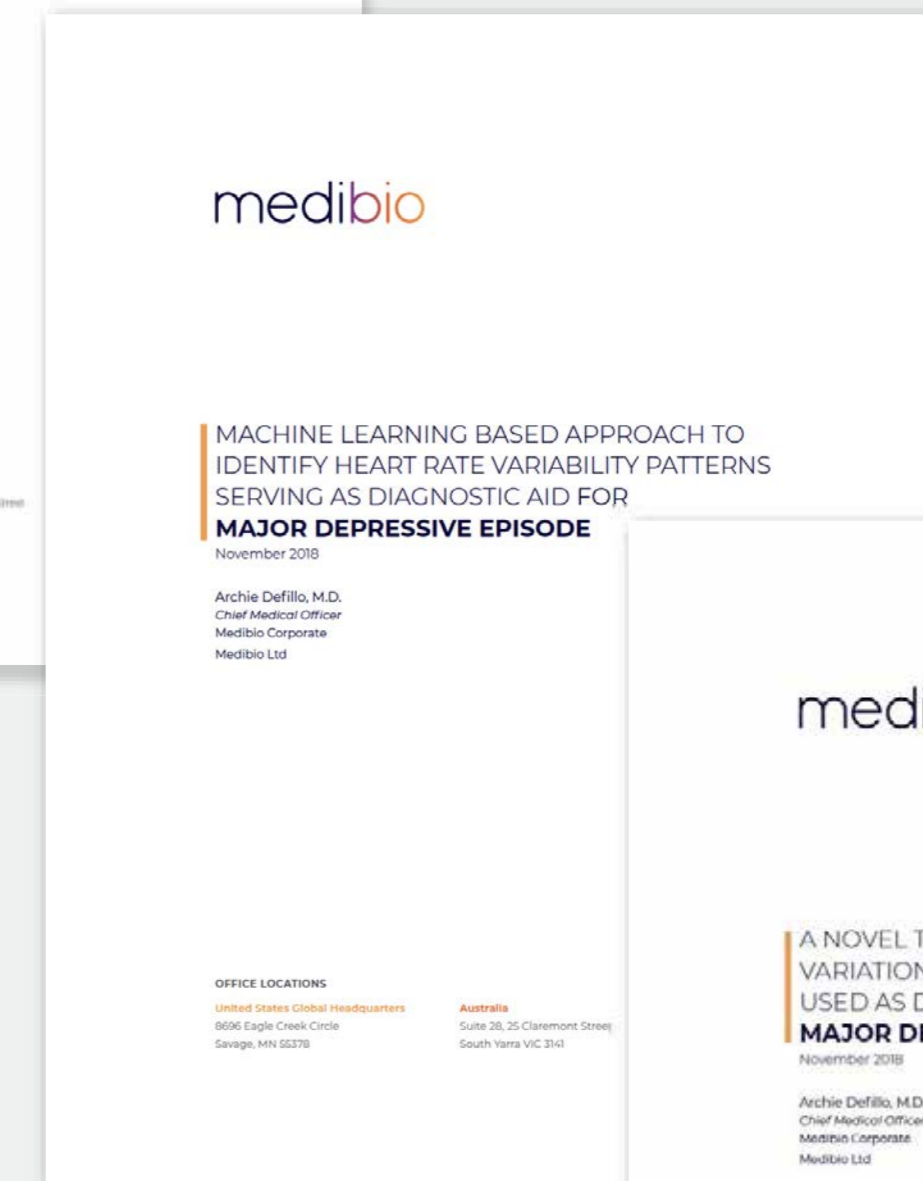 medibio
MACHINE LEARNING BASED APPROACH TO
IDENTIFY HEART RATE VARIABILITY PATTERNS
SERVING AS DIAGNOSTIC AID FOR
MAJOR DEPRESSIVE EPISODE
November 2018
Archie Defillo, M.D.
Chief Medical Officer
Medibio Corporate
Medibio Ltd
OFFICE LOCATIONS
United States Global Headquarters
8696 Eagle Creek Circle
Savage, MN 55378
Australia
Suite 28, 25 Claremont Street
South Yarra VIC 3141
med
A NOVEL
VARIATION
USED AS
MAJOR
November 2018
Archie Defillo, M.D
Chief Medical Officer
Medibio Corporate
Medibio Ltd